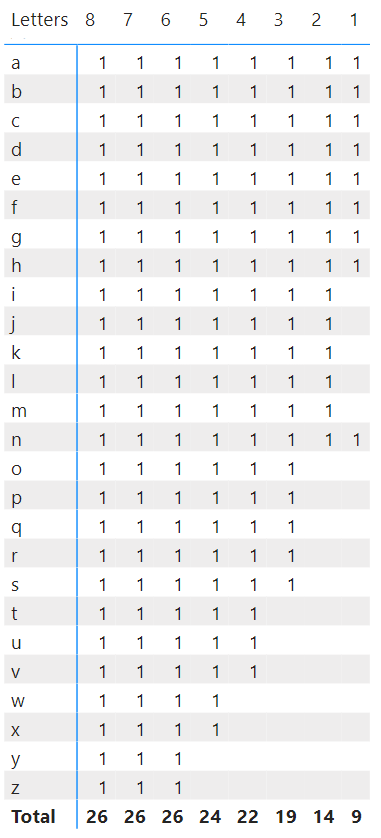 Letters 8 7 6 5 4 3 2 1
a 1 1 1 1 1 1 1 1
b 1 1 1 1 1 1 1 1
c 1 1 1 1 1 1 1 1
d 1 1 1 1 1 1 1 1
e 1 1 1 1 1 1 1 1
f 1 1 1 1 1 1 1 1
g 1 1 1 1 1 1 1 1
h 1 1 1 1 1 1 1 1
i 1 1 1 1 1 1 1
j 1 1 1 1 1 1 1
k 1 1 1 1 1 1 1
l 1 1 1 1 1 1 1
m 1 1 1 1 1 1 1
n 1 1 1 1 1 1 1 1
o 1 1 1 1 1 1
p 1 1 1 1 1 1
q 1 1 1 1 1 1
r 1 1 1 1 1 1
s 1 1 1 1 1 1
t 1 1 1 1 1
u 1 1 1 1 1
v 1 1 1 1 1
w 1 1 1 1
x 1 1 1 1
y 1 1 1
z 1 1 1
Total 26 26 26 24 22 19 14 9